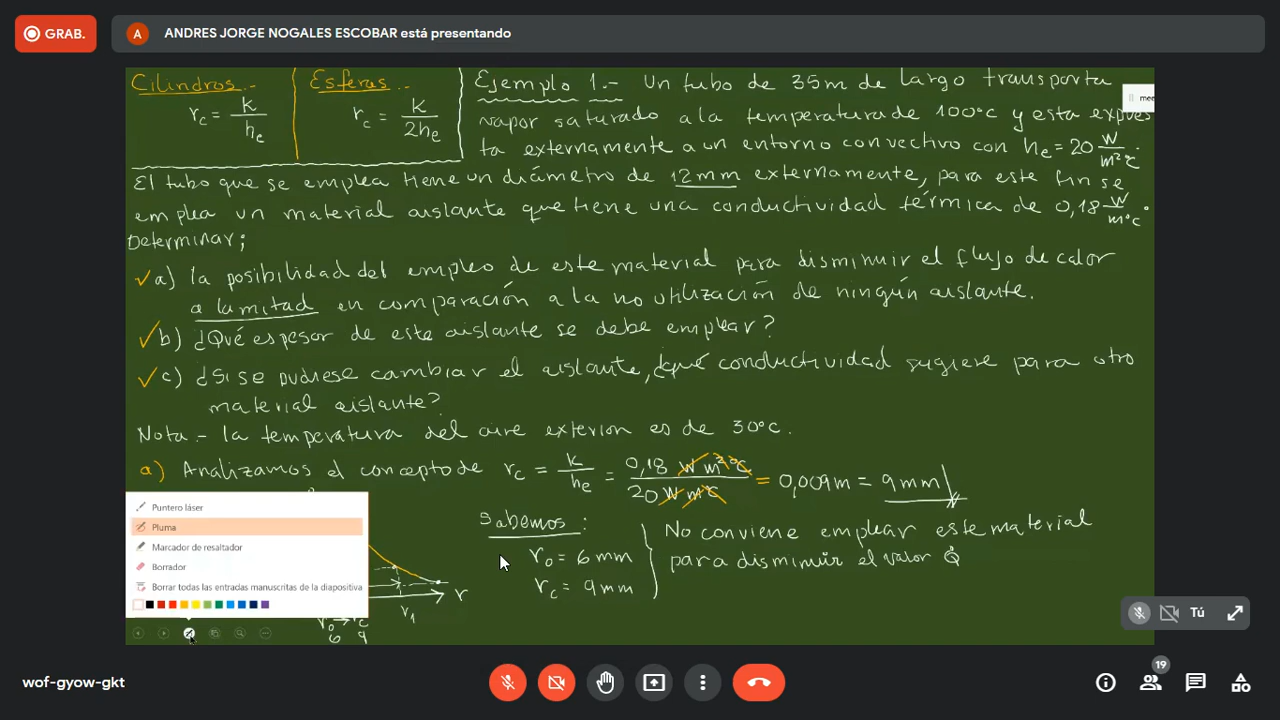 GRAB.
A ANDRES JORGE NOGALES ESCOBAR está presentando
Cilindros.-
r_c = k / h_e
Esferas.-
r_c = k / 2h_e
Ejemplo 1.- Un tubo de 35m de largo transporta
vapor saturado a la temperatura de 100°C y esta expues
ta externamente a un entorno convectivo con h_e = 20 W/m²°C.
El tubo que se emplea tiene un diámetro de 12mm externamente, para este fin se
emplea un material aislante que tiene una conductividad térmica de 0,18 W/m°C.
Determinar;
✓a) la posibilidad del empleo de este material para disminuir el flujo de calor
a la mitad en comparación a la no utilización de ningún aislante.
✓b) ¿Qué espesor de este aislante se debe emplear?
✓c) ¿Si se pudiese cambiar el aislante, ¿qué conductividad sugiere para otro
material aislante?
Nota.- la temperatura del aire exterior es de 30°C.
a) Analizamos el concepto de r_c = k/h_e = 0,18 W m² °C / 20 W m °C = 0,009m = 9mm
Puntero láser
Pluma
Marcador de resaltador
Borrador
Borrar todas las entradas manuscritas de la diapositiva
r
r_1
r_0 → r_c
6 9
Sabemos:
r_0 = 6 mm
r_c = 9mm
No conviene emplear este material
para disminuir el valor Q̇
mee
Tú
wof-gyow-gkt
19